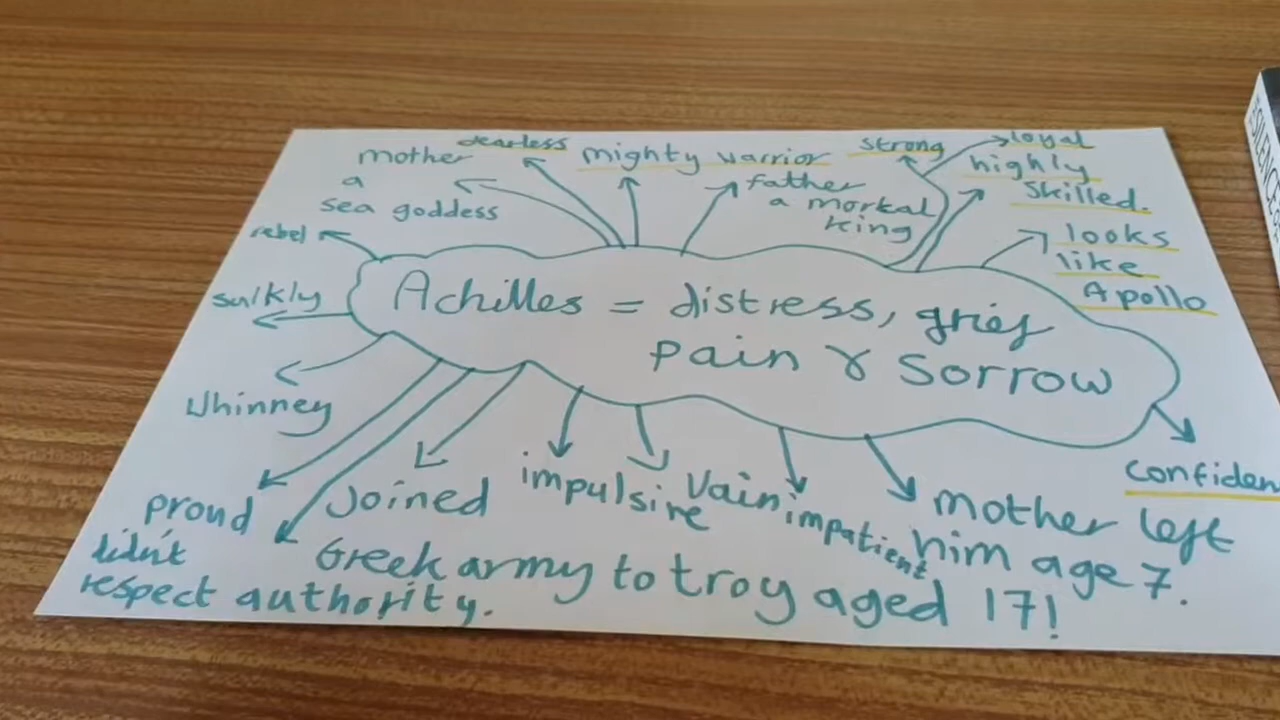 fearless
mother
a
sea goddess
mighty warrior
father
a mortal
king
strong
loyal
highly
skilled.
looks
like
Apollo
rebel
sulkly
Whinney
Achilles = distress, grief
pain & sorrow
proud
didn't
respect authority.
Joined
Greek army to troy aged 17!
impulsive
Vain
impatient
mother left
him age 7.
confiden
SILENCE